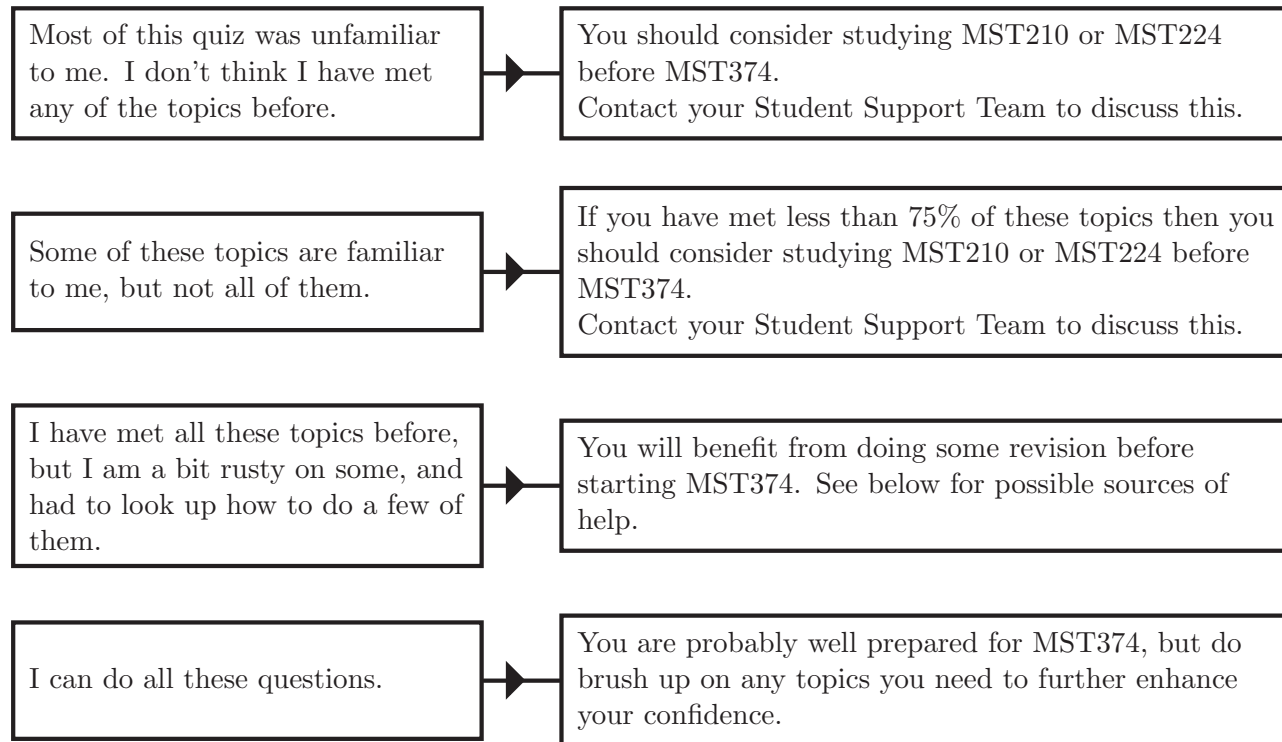 Most of this quiz was unfamiliar
to me. I don't think I have met
any of the topics before.
You should consider studying MST210 or MST224
before MST374.
Contact your Student Support Team to discuss this.
Some of these topics are familiar
to me, but not all of them.
If you have met less than 75% of these topics then you
should consider studying MST210 or MST224 before
MST374.
Contact your Student Support Team to discuss this.
I have met all these topics before,
but I am a bit rusty on some, and
had to look up how to do a few of
them.
You will benefit from doing some revision before
starting MST374. See below for possible sources of
help.
I can do all these questions.
You are probably well prepared for MST374, but do
brush up on any topics you need to further enhance
your confidence.